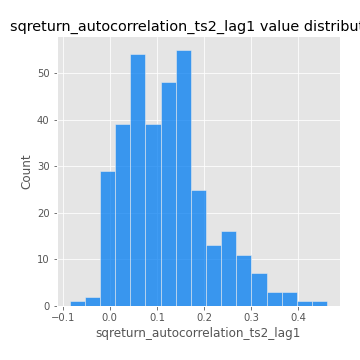 sqreturn_autocorrelation_ts2_lag1 value distribut
50
40
30
20
10
0
Count
−0.1 0.0 0.1 0.2 0.3 0.4
sqreturn_autocorrelation_ts2_lag1